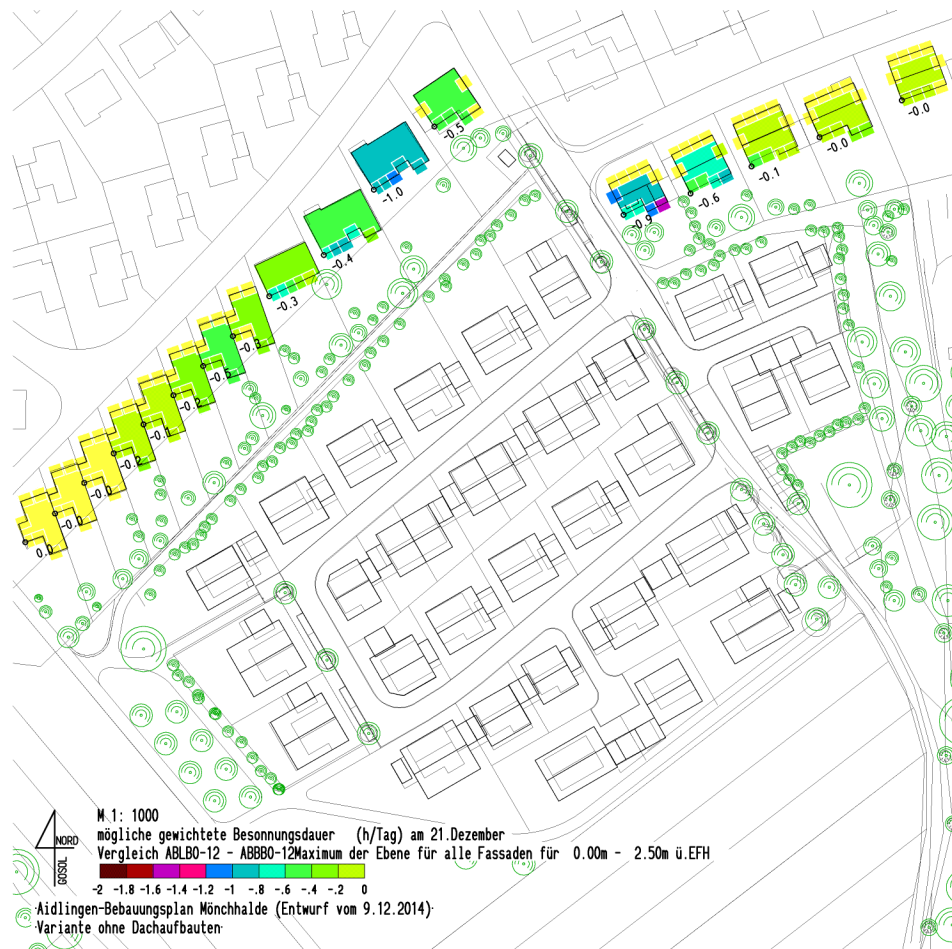 -0.0
-0.0
-0.1
-0.6
-0.9
-0.5
-1.0
-0.4
-0.3
-0.3
-0.5
-0.2
-0.1
-0.2
-0.0
-0.0
0.0
M 1: 1000
mögliche gewichtete Besonnungsdauer (h/Tag) am 21.Dezember
Vergleich ABLBO-12 - ABBBO-12Maximum der Ebene für alle Fassaden für 0.00m - 2.50m ü.EFH
NORD
GOSOL
-2 -1.8 -1.6 -1.4 -1.2 -1 -.8 -.6 -.4 -.2 0
Aidlingen-Bebauungsplan Mönchhalde (Entwurf vom 9.12.2014)
Variante ohne Dachaufbauten